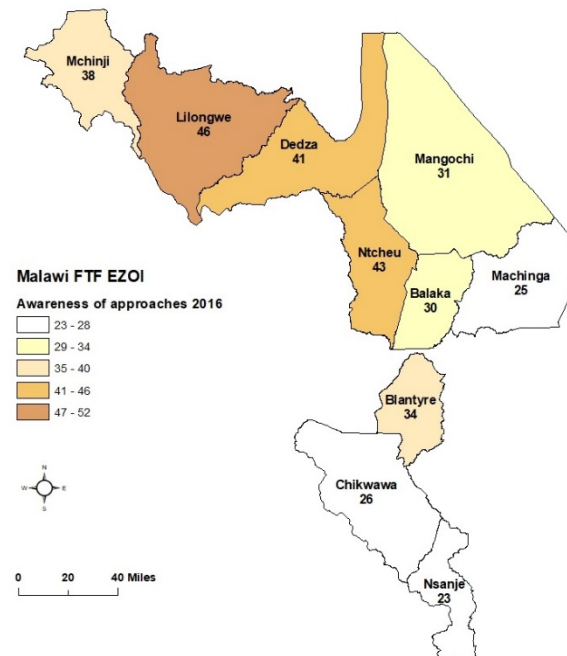 Mchinji
38
Lilongwe
46
Dedza
41
Mangochi
31
Ntcheu
43
Machinga
25
Balaka
30
Malawi FTF EZOI
Awareness of approaches 2016
23 - 28
29 - 34
35 - 40
41 - 46
47 - 52
Blantyre
34
Chikwawa
26
Nsanje
23
N
W E
S
0 20 40 Miles